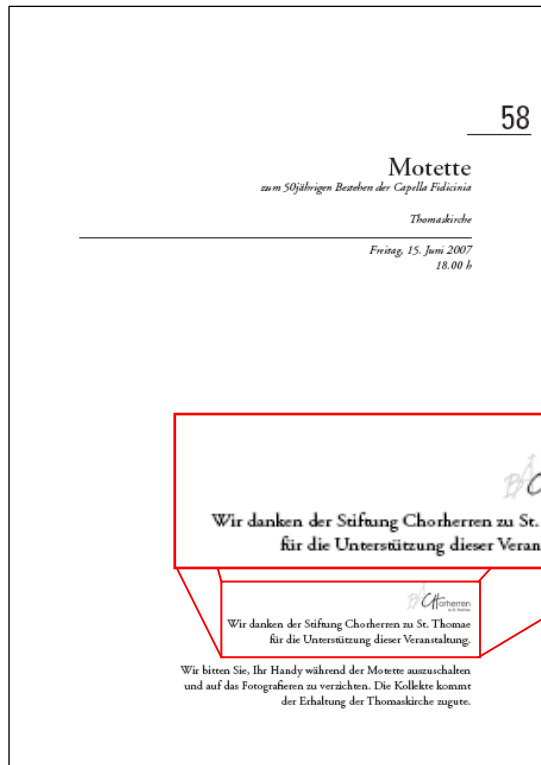 58
Motette
zum 50jährigen Bestehen der Capella Fidicinia
Thomaskirche
Freitag, 15. Juni 2007
18.00 h
Wir danken der Stiftung Chorherren zu St.
für die Unterstützung dieser Veran
BACHorherren
Wir danken der Stiftung Chorherren zu St. Thomae
für die Unterstützung dieser Veranstaltung.
Wir bitten Sie, Ihr Handy während der Motette auszuschalten
und auf das Fotografieren zu verzichten. Die Kollekte kommt
der Erhaltung der Thomaskirche zugute.